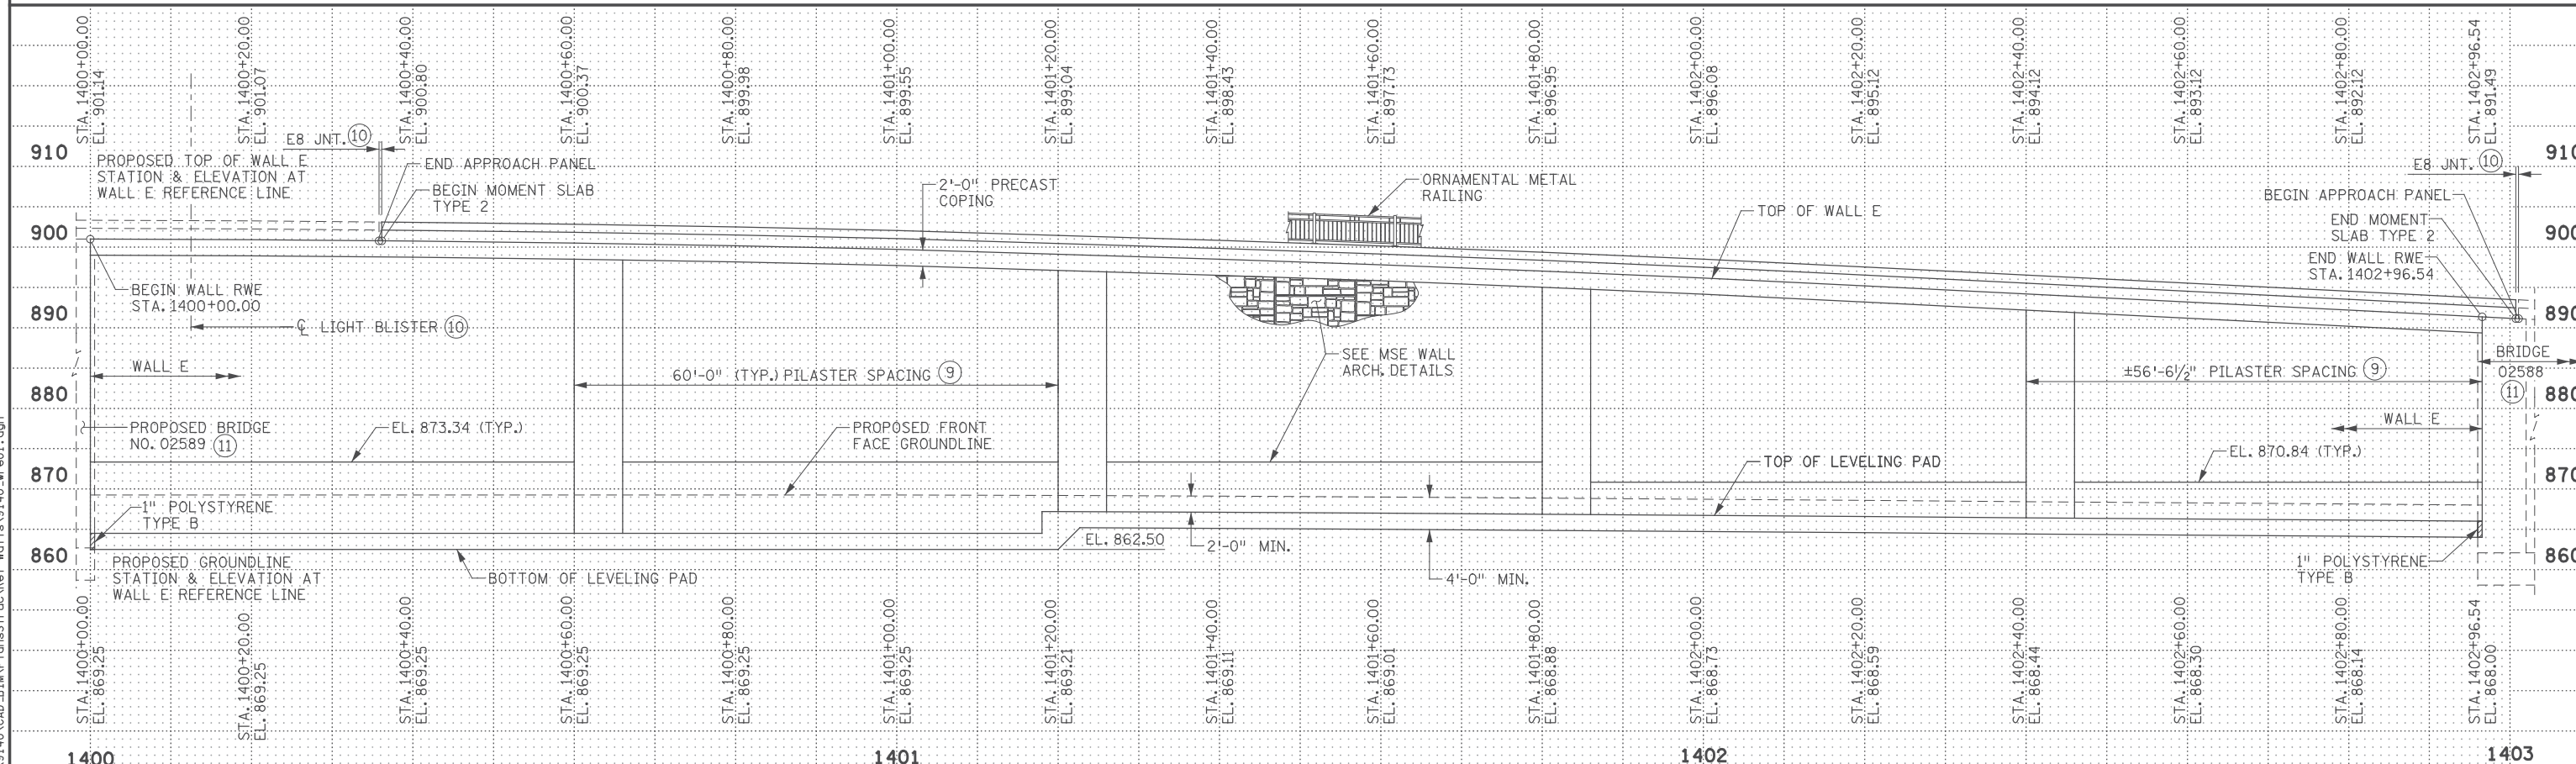 STA. 1400+00.00
EL. 901.14
STA. 1400+20.00
EL. 901.07
STA. 1400+40.00
EL. 900.80
STA. 1400+60.00
EL. 900.37
STA. 1400+80.00
EL. 899.98
STA. 1401+00.00
EL. 899.55
STA. 1401+20.00
EL. 899.04
STA. 1401+40.00
EL. 898.43
STA. 1401+60.00
EL. 897.73
STA. 1401+80.00
EL. 896.95
STA. 1402+00.00
EL. 896.08
STA. 1402+20.00
EL. 895.12
STA. 1402+40.00
EL. 894.12
STA. 1402+60.00
EL. 893.12
STA. 1402+80.00
EL. 892.12
STA. 1402+96.54
EL. 891.49
910
900
890
880
870
860
PROPOSED TOP OF WALL E
STATION & ELEVATION AT
WALL E REFERENCE LINE
E8 JNT. 10
END APPROACH PANEL
BEGIN MOMENT SLAB
TYPE 2
2'-0" PRECAST
COPING
ORNAMENTAL METAL
RAILING
TOP OF WALL E
E8 JNT. 10
BEGIN APPROACH PANEL
END MOMENT
SLAB TYPE 2
END WALL RWE
STA. 1402+96.54
BEGIN WALL RWE
STA. 1400+00.00
℄ LIGHT BLISTER 10
WALL E
60'-0" (TYP.) PILASTER SPACING 9
SEE MSE WALL
ARCH. DETAILS
±56'-6½" PILASTER SPACING 9
BRIDGE
02588
11
WALL E
PROPOSED BRIDGE
NO. 02589 11
EL. 873.34 (TYP.)
PROPOSED FRONT
FACE GROUNDLINE
TOP OF LEVELING PAD
EL. 870.84 (TYP.)
1" POLYSTYRENE
TYPE B
EL. 862.50
2'-0" MIN.
4'-0" MIN.
BOTTOM OF LEVELING PAD
1" POLYSTYRENE
TYPE B
PROPOSED GROUNDLINE
STATION & ELEVATION AT
WALL E REFERENCE LINE
910
900
890
880
870
860
STA. 1400+00.00
EL. 869.25
STA. 1400+20.00
EL. 869.25
STA. 1400+40.00
EL. 869.25
STA. 1400+60.00
EL. 869.25
STA. 1400+80.00
EL. 869.25
STA. 1401+00.00
EL. 869.25
STA. 1401+20.00
EL. 869.21
STA. 1401+40.00
EL. 869.11
STA. 1401+60.00
EL. 869.01
STA. 1401+80.00
EL. 868.88
STA. 1402+00.00
EL. 868.73
STA. 1402+20.00
EL. 868.59
STA. 1402+40.00
EL. 868.44
STA. 1402+60.00
EL. 868.30
STA. 1402+80.00
EL. 868.14
STA. 1402+96.54
EL. 868.00
1400
1401
1402
1403